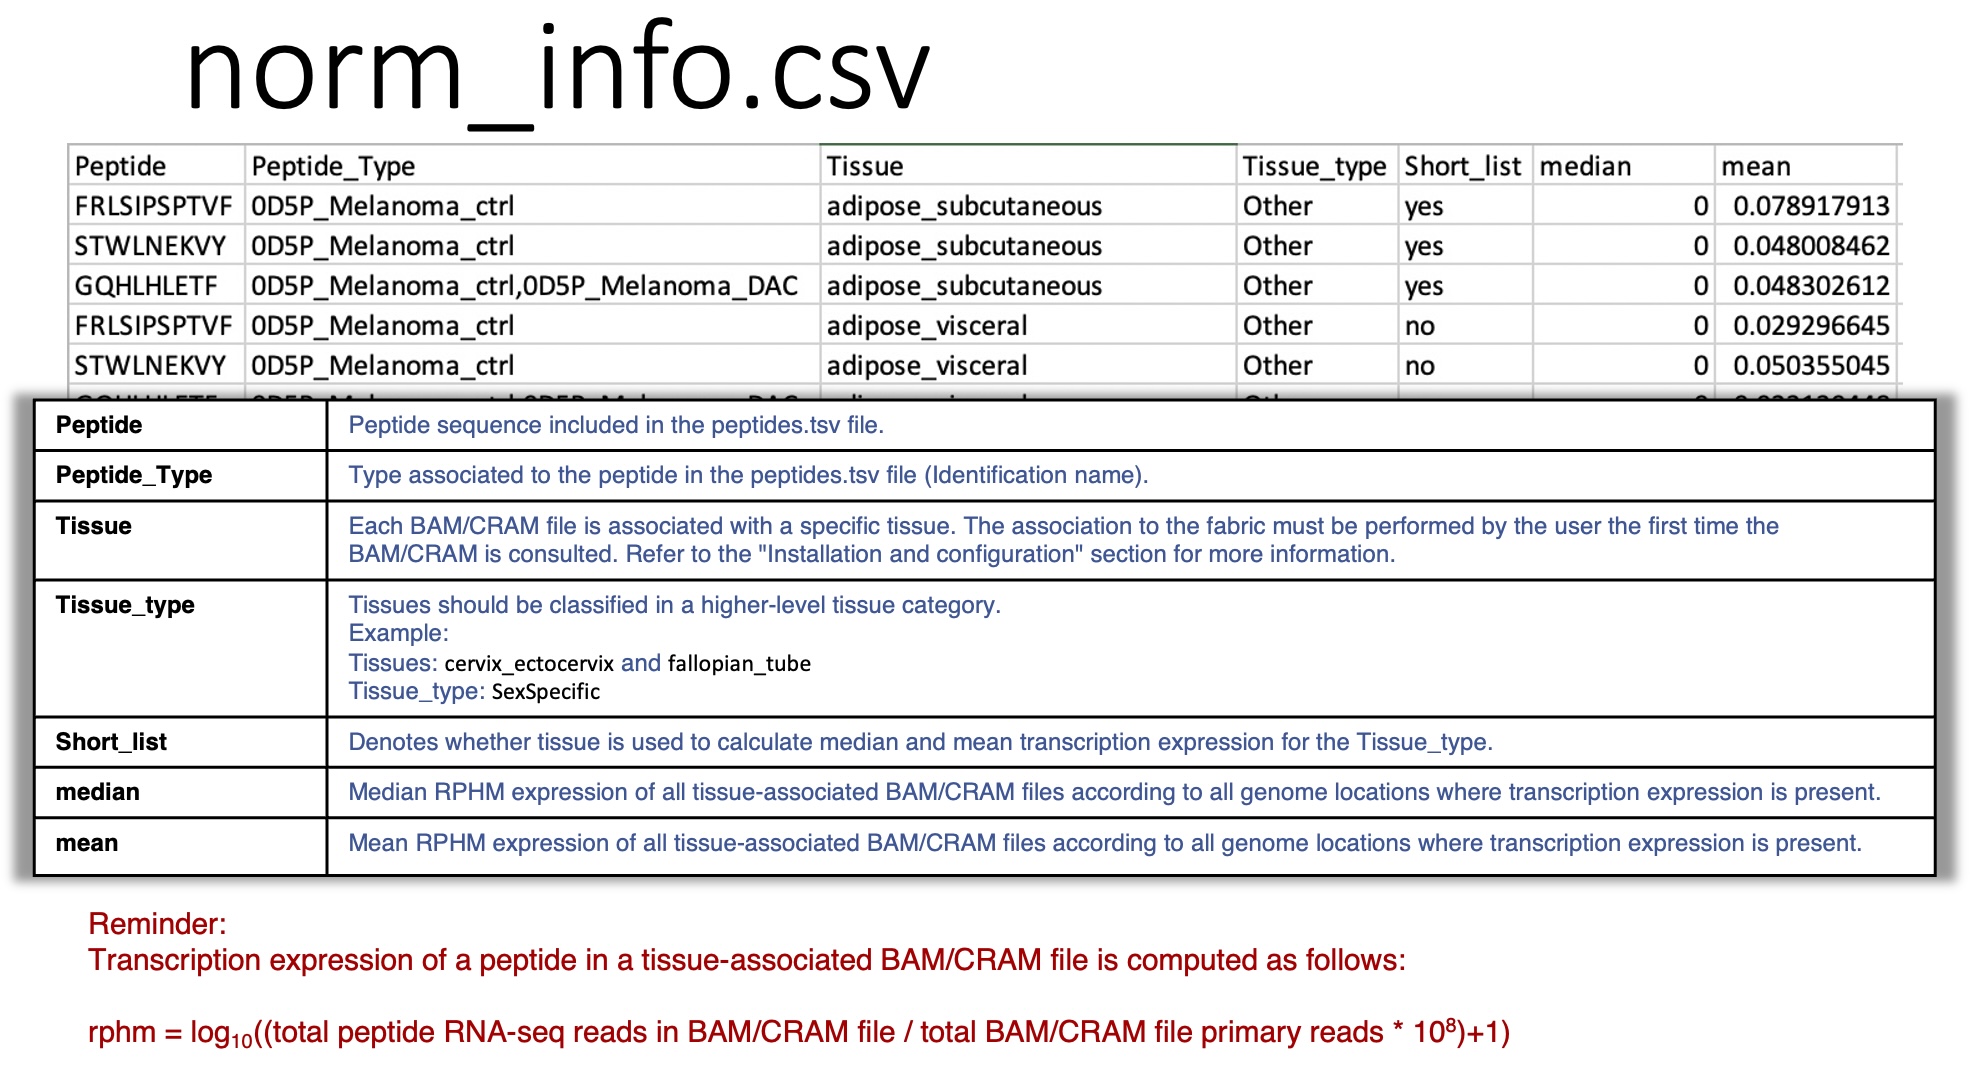 norm_info.csv
Peptide Peptide_Type Tissue Tissue_type Short_list median mean
FRLSIPSPTVF 0D5P_Melanoma_ctrl adipose_subcutaneous Other yes 0 0.078917913
STWLNEKVY 0D5P_Melanoma_ctrl adipose_subcutaneous Other yes 0 0.048008462
GQHLHLETF 0D5P_Melanoma_ctrl,0D5P_Melanoma_DAC adipose_subcutaneous Other yes 0 0.048302612
FRLSIPSPTVF 0D5P_Melanoma_ctrl adipose_visceral Other no 0 0.029296645
STWLNEKVY 0D5P_Melanoma_ctrl adipose_visceral Other no 0 0.050355045
Peptide Peptide sequence included in the peptides.tsv file.
Peptide_Type Type associated to the peptide in the peptides.tsv file (Identification name).
Tissue Each BAM/CRAM file is associated with a specific tissue. The association to the fabric must be performed by the user the first time the
BAM/CRAM is consulted. Refer to the "Installation and configuration" section for more information.
Tissue_type Tissues should be classified in a higher-level tissue category.
Example:
Tissues: cervix_ectocervix and fallopian_tube
Tissue_type: SexSpecific
Short_list Denotes whether tissue is used to calculate median and mean transcription expression for the Tissue_type.
median Median RPHM expression of all tissue-associated BAM/CRAM files according to all genome locations where transcription expression is present.
mean Mean RPHM expression of all tissue-associated BAM/CRAM files according to all genome locations where transcription expression is present.
Reminder:
Transcription expression of a peptide in a tissue-associated BAM/CRAM file is computed as follows:
rphm = log₁₀((total peptide RNA-seq reads in BAM/CRAM file / total BAM/CRAM file primary reads * 10⁸)+1)